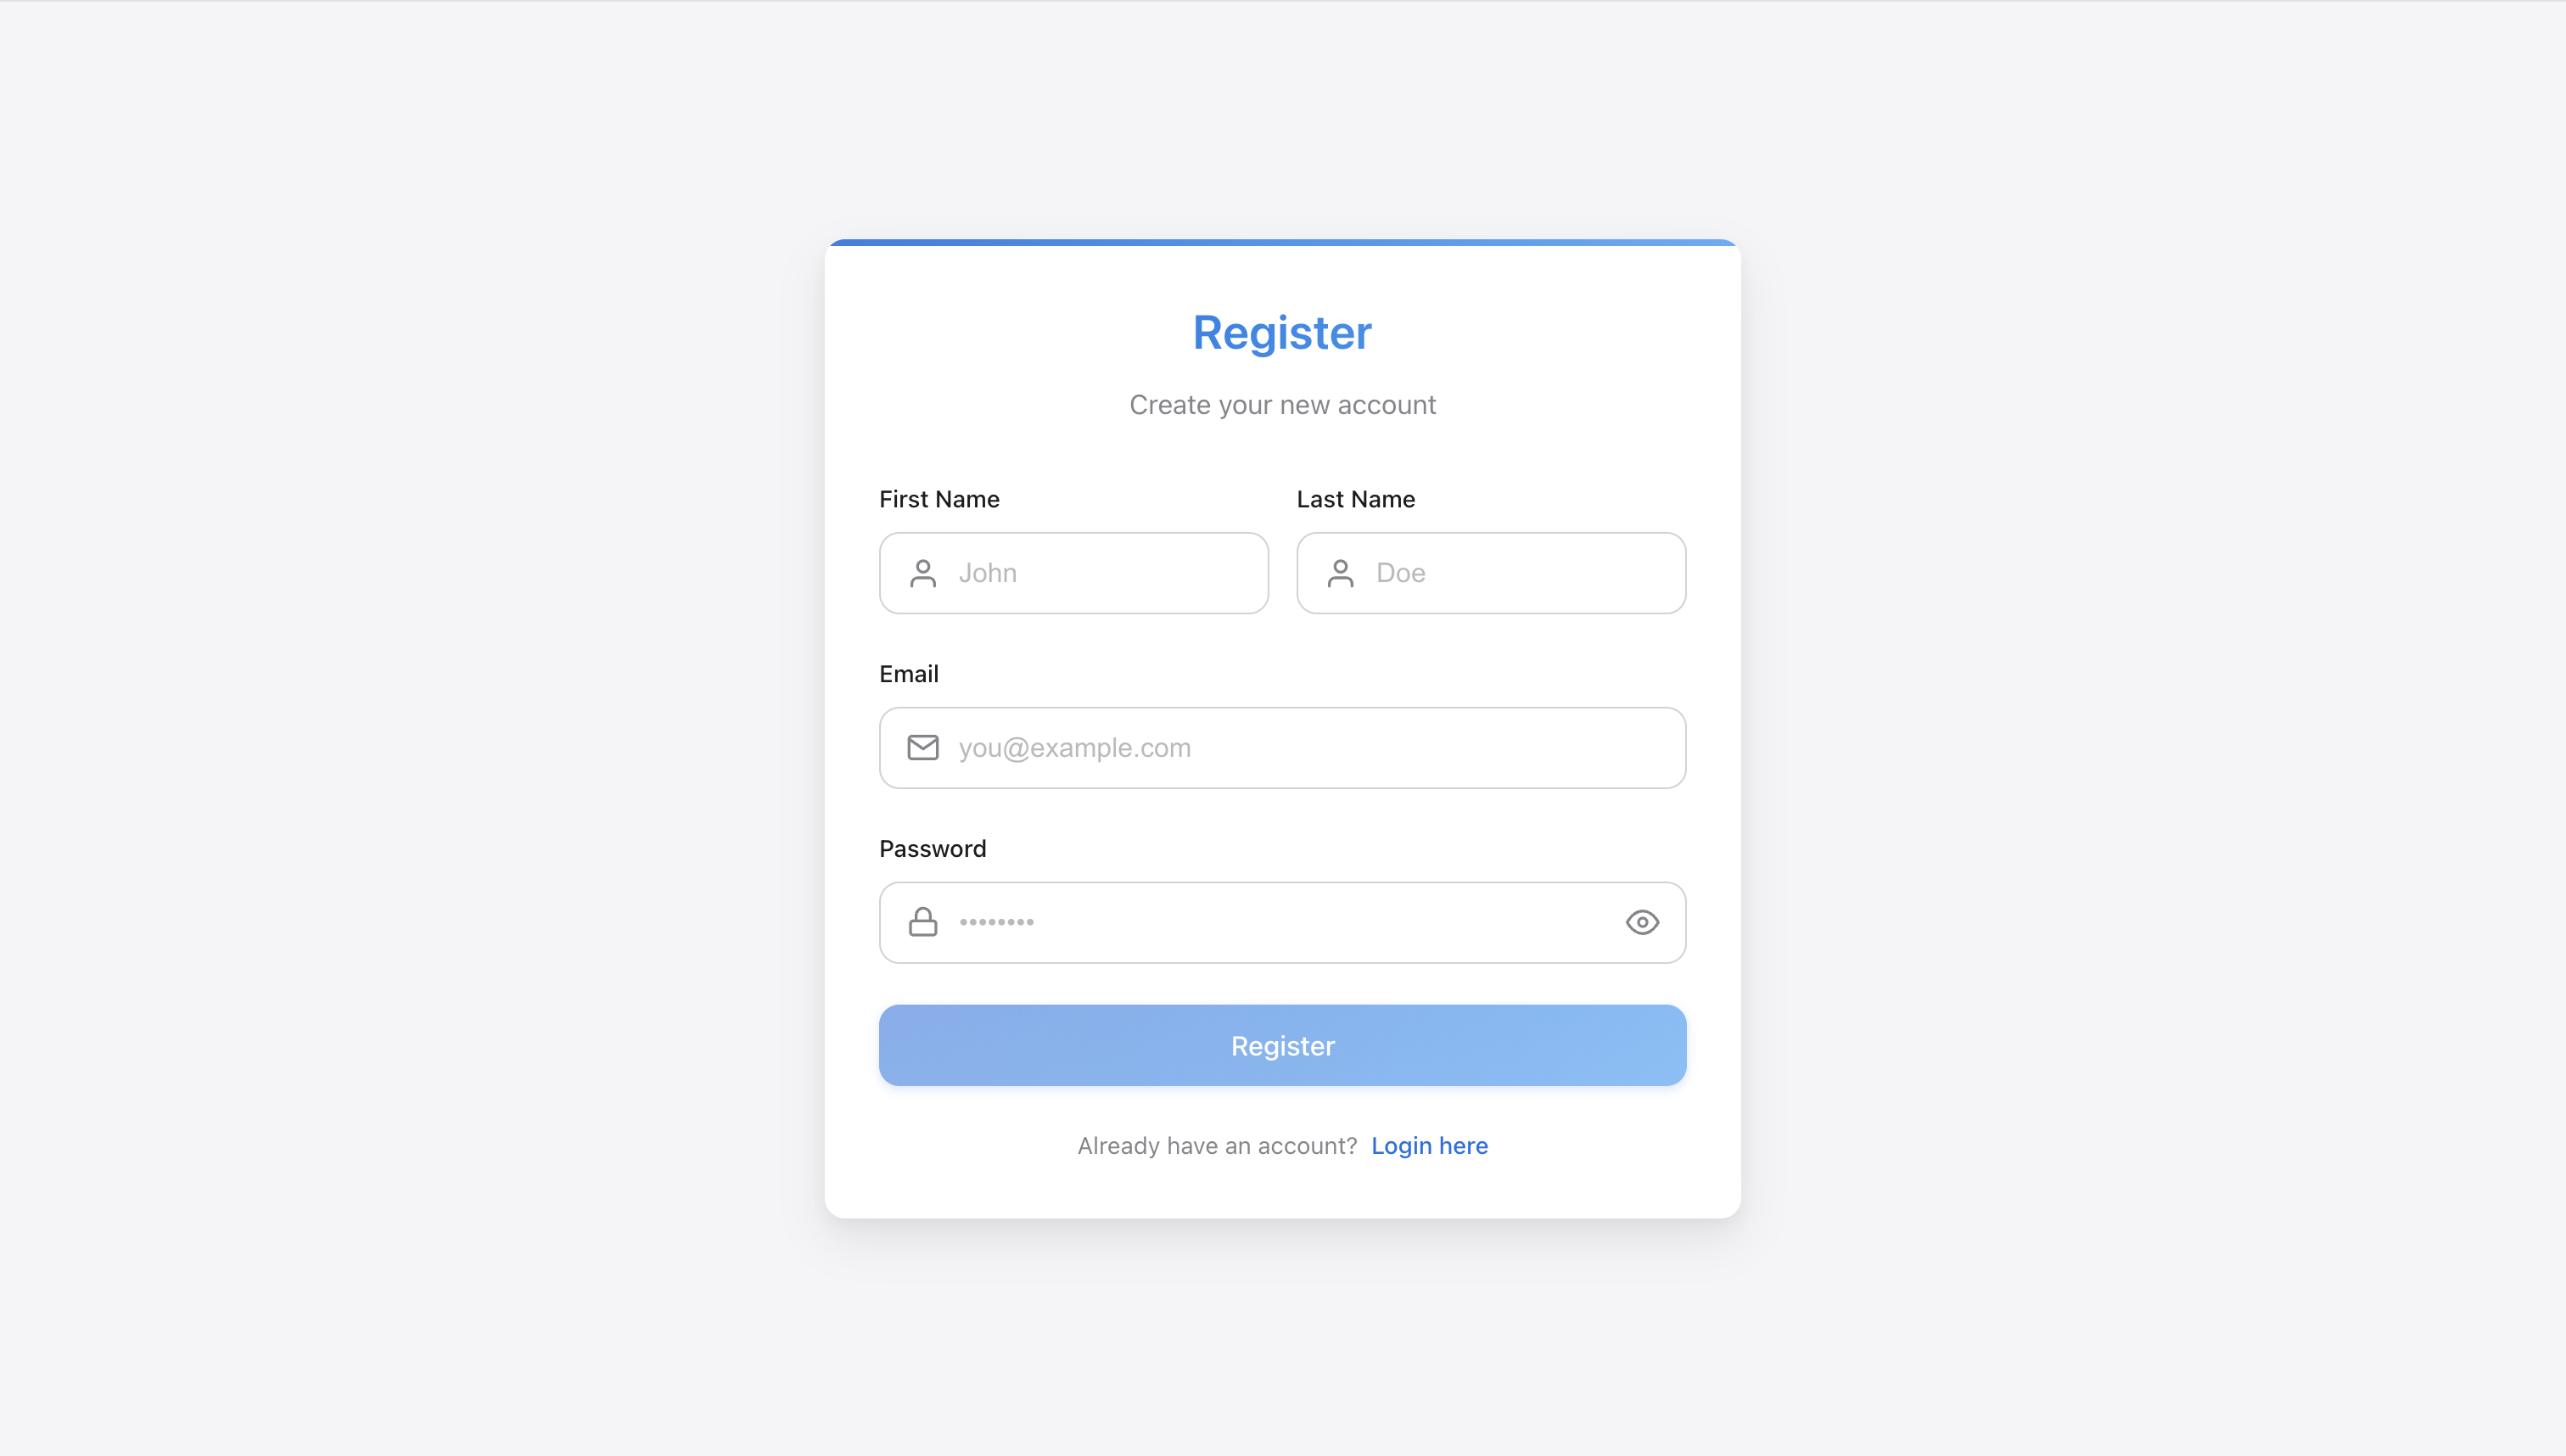 Register
Create your new account
First Name Last Name
John Doe
Email
you@example.com
Password
••••••••
Register
Already have an account? Login here